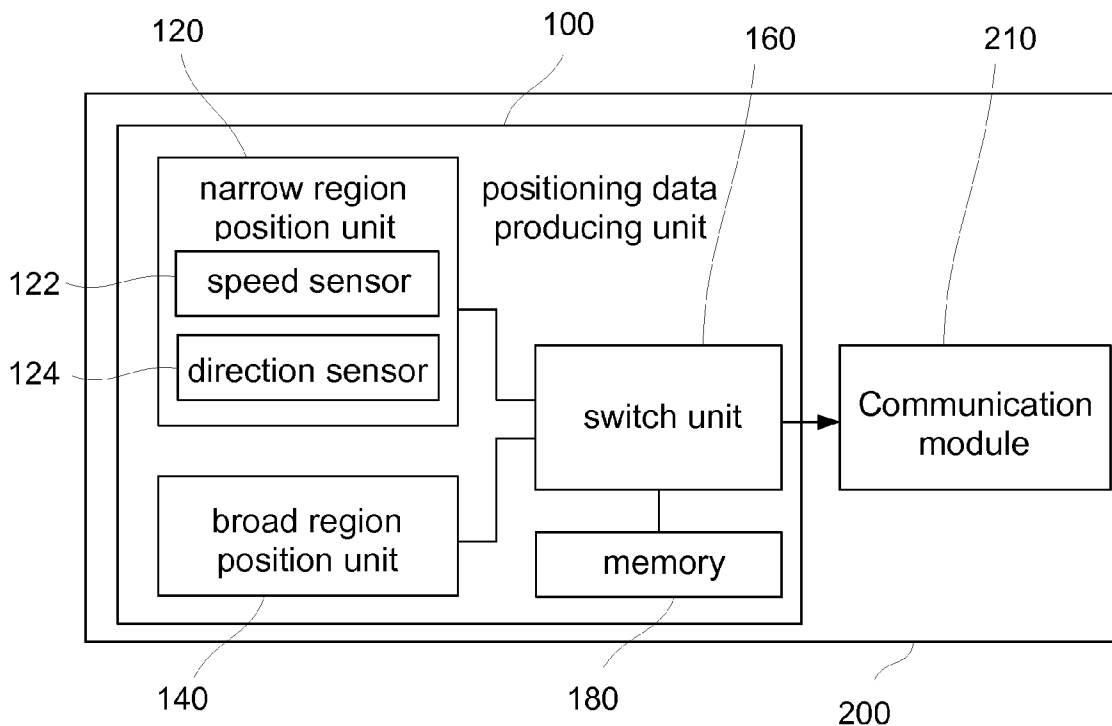 120
100
160
210
narrow region
position unit
positioning data
producing unit
122
speed sensor
124
direction sensor
switch unit
Communication
module
broad region
position unit
memory
140
180
200